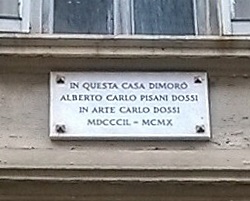 IN QUESTA CASA DIMORÒ
ALBERTO CARLO PISANI DOSSI
IN ARTE CARLO DOSSI
MDCCCIL – MCMX